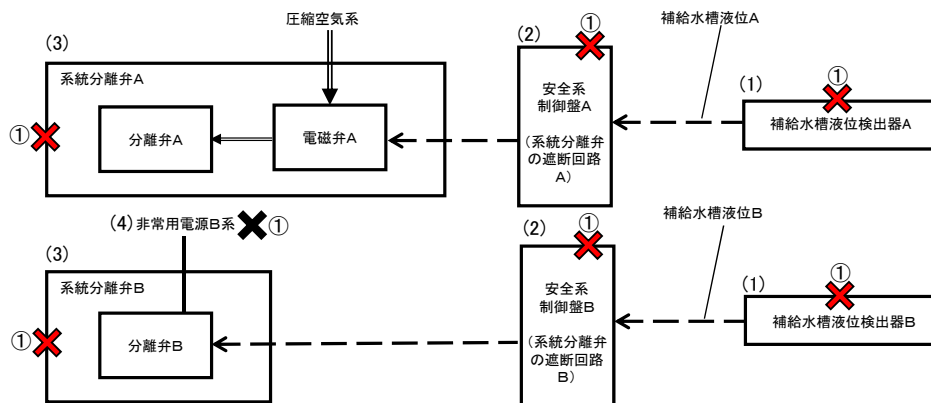 圧縮空気系
(3)
系統分離弁A
①
分離弁A
電磁弁A
(2)
①
安全系
制御盤A
(系統分離弁
の遮断回路
A)
補給水槽液位A
(1)
①
補給水槽液位検出器A
(4)非常用電源B系
①
(3)
系統分離弁B
①
分離弁B
(2)
①
安全系
制御盤B
(系統分離弁
の遮断回路
B)
補給水槽液位B
(1)
①
補給水槽液位検出器B